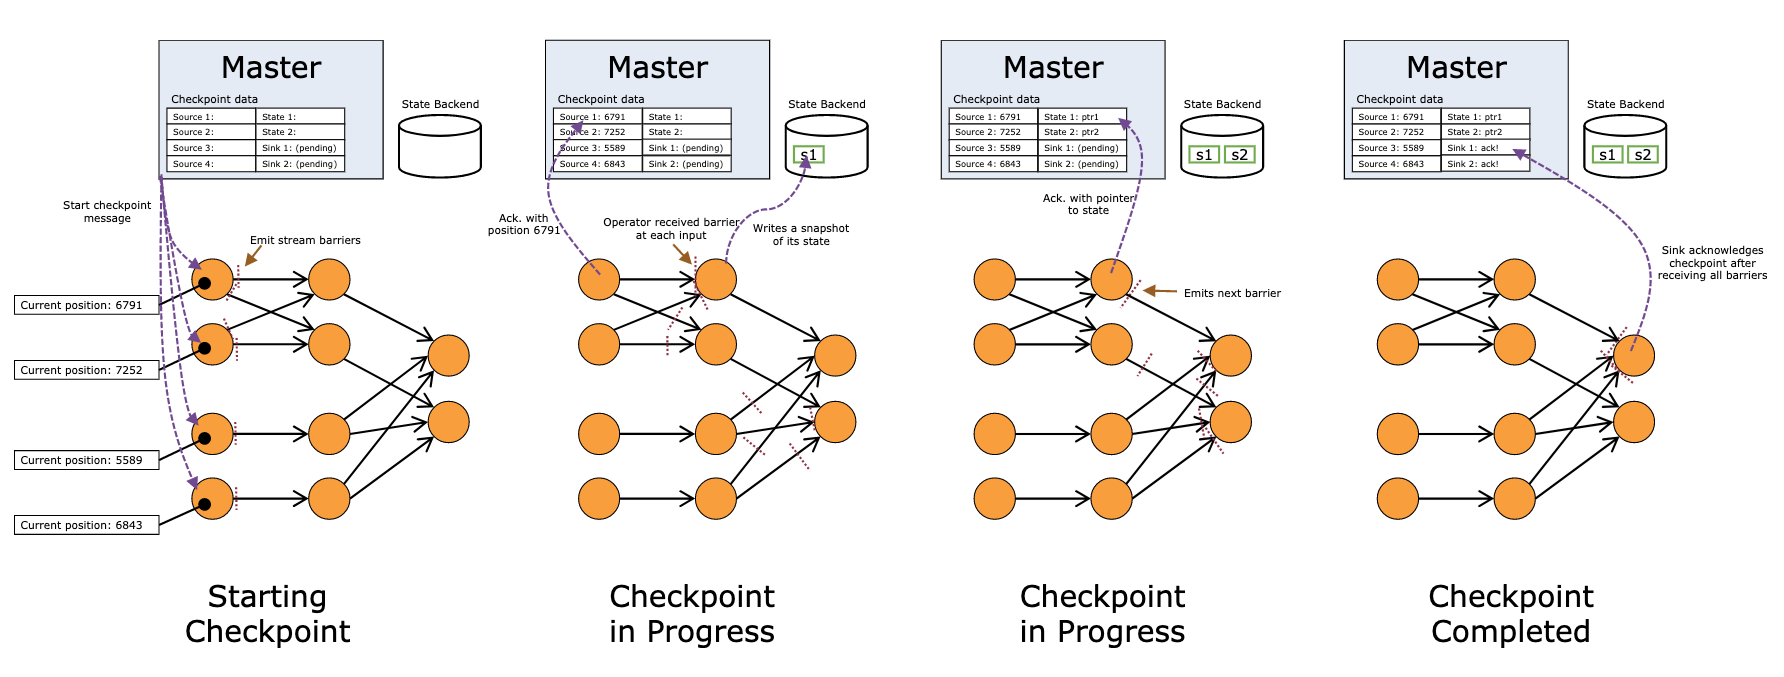 Master
Checkpoint data
Source 1:
State 1:
Source 2:
State 2:
Source 3:
Sink 1: (pending)
Source 4:
Sink 2: (pending)
State Backend
Start checkpoint
message
Emit stream barriers
Current position: 6791
Current position: 7252
Current position: 5589
Current position: 6843
Starting
Checkpoint
Master
Checkpoint data
Source 1: 6791
State 1:
Source 2: 7252
State 2:
Source 3: 5589
Sink 1: (pending)
Source 4: 6843
Sink 2: (pending)
State Backend
s1
Ack. with
position 6791
Operator received barrier
at each input
Writes a snapshot
of its state
Checkpoint
in Progress
Master
Checkpoint data
Source 1: 6791
State 1: ptr1
Source 2: 7252
State 2: ptr2
Source 3: 5589
Sink 1: (pending)
Source 4: 6843
Sink 2: (pending)
State Backend
s1
s2
Ack. with pointer
to state
Emits next barrier
Checkpoint
in Progress
Master
Checkpoint data
Source 1: 6791
State 1: ptr1
Source 2: 7252
State 2: ptr2
Source 3: 5589
Sink 1: ack!
Source 4: 6843
Sink 2: ack!
State Backend
s1
s2
Sink acknowledges
checkpoint after
receiving all barriers
Checkpoint
Completed